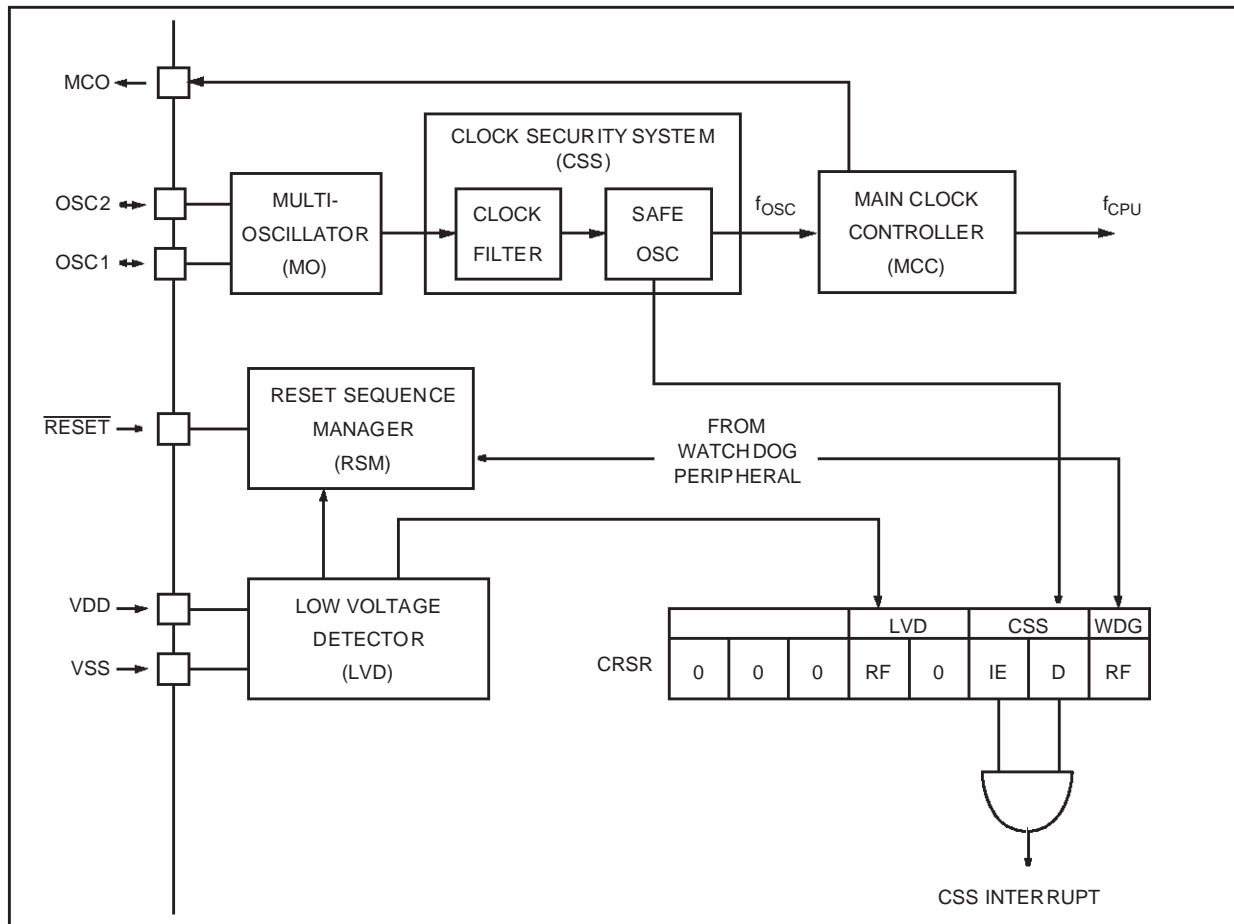 MCO
CLOCK SECURITY SYSTEM
(CSS)
OSC2
OSC1
MULTI-
OSCILLATOR
(MO)
CLOCK
FILTER
SAFE
OSC
fOSC
MAIN CLOCK
CONTROLLER
(MCC)
fCPU
RESET
RESET SEQUENCE
MANAGER
(RSM)
FROM
WATCHDOG
PERIPHERAL
VDD
VSS
LOW VOLTAGE
DETECTOR
(LVD)
LVD CSS WDG
CRSR 0 0 0 RF 0 IE D RF
CSS INTERRUPT